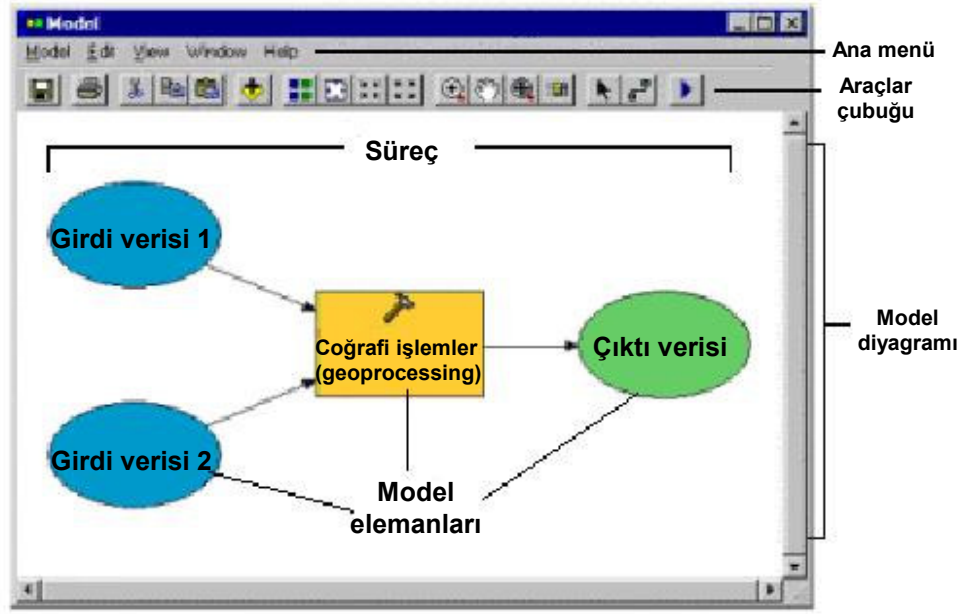 Model
Model Edit View Window Help
Ana menü
Araçlar
çubuğu
Süreç
Girdi verisi 1
Coğrafi işlemler
(geoprocessing)
Çıktı verisi
Model
diyagramı
Girdi verisi 2
Model
elemanları